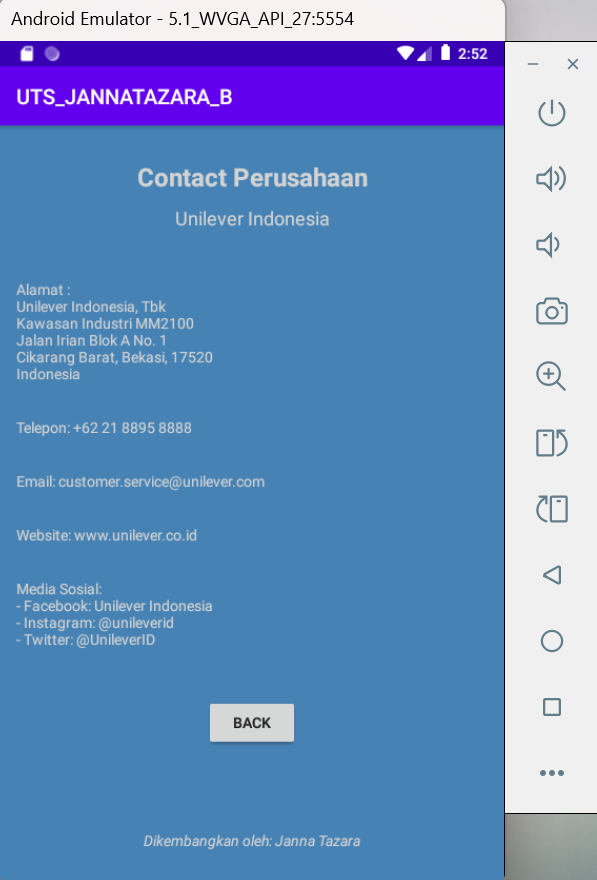 Android Emulator - 5.1_WVGA_API_27:5554
2:52
UTS_JANNATAZARA_B
Contact Perusahaan
Unilever Indonesia
Alamat :
Unilever Indonesia, Tbk
Kawasan Industri MM2100
Jalan Irian Blok A No. 1
Cikarang Barat, Bekasi, 17520
Indonesia
Telepon: +62 21 8895 8888
Email: customer.service@unilever.com
Website: www.unilever.co.id
Media Sosial:
- Facebook: Unilever Indonesia
- Instagram: @unileverid
- Twitter: @UnileverID
BACK
Dikembangkan oleh: Janna Tazara